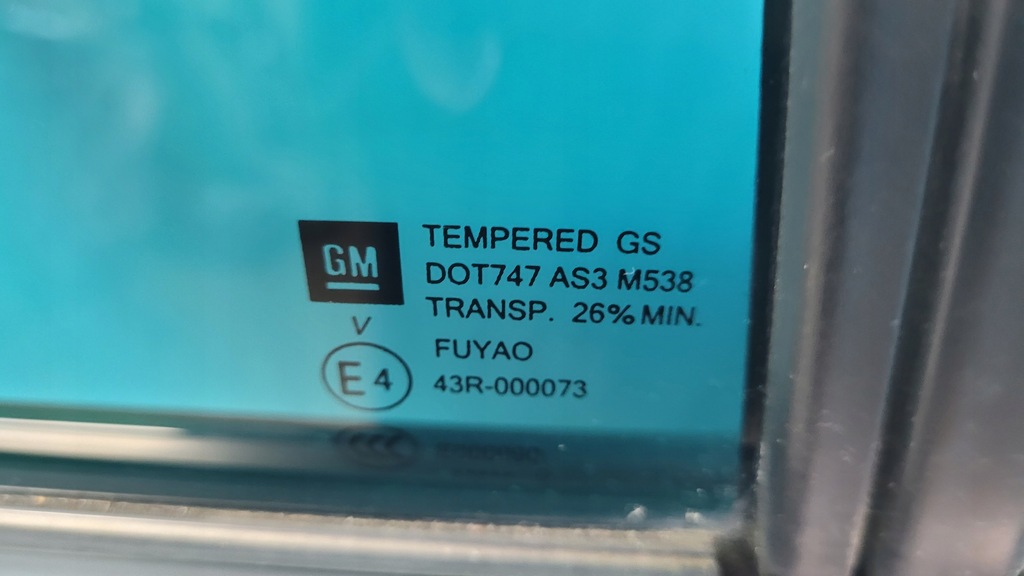 GM
TEMPERED GS
DOT747 AS3 M538
TRANSP. 26% MIN.
V
E4
FUYAO
43R-000073